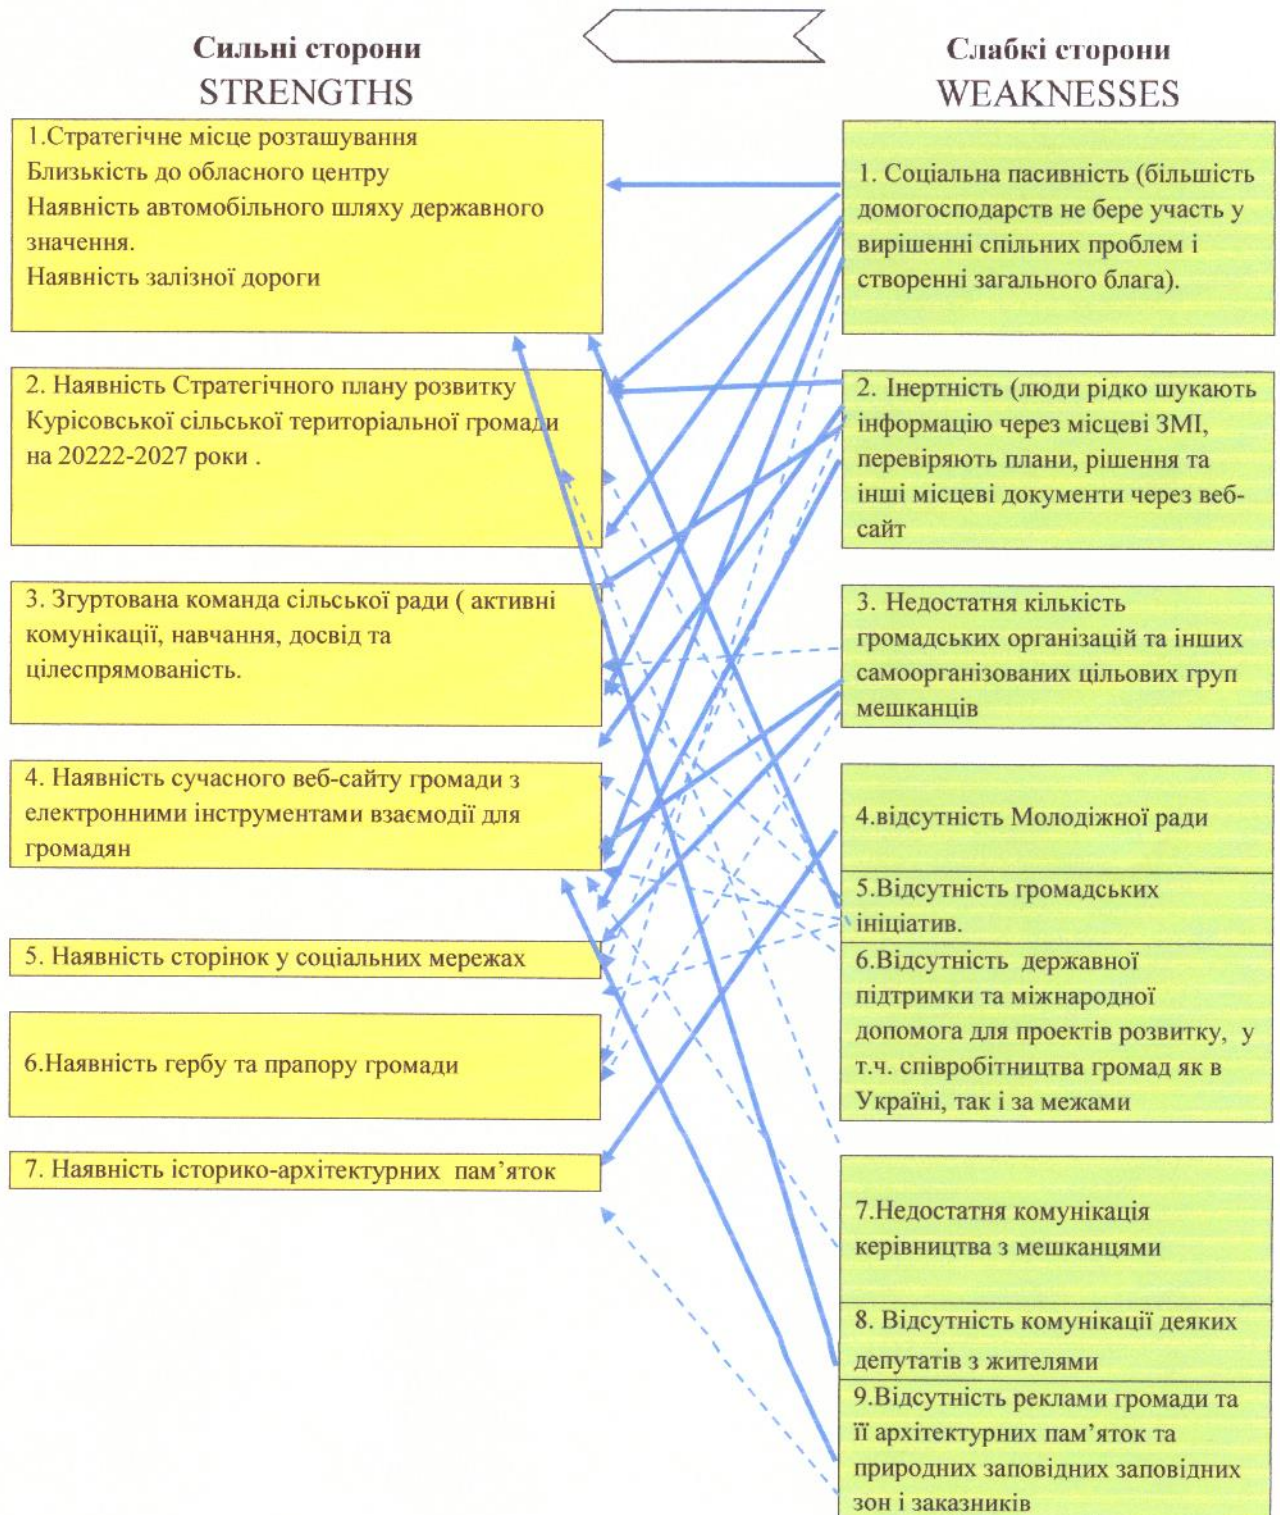 Сильні сторони
STRENGTHS
1.Стратегічне місце розташування
Близькість до обласного центру
Наявність автомобільного шляху державного
значення.
Наявність залізної дороги
2. Наявність Стратегічного плану розвитку
Курісовської сільської територіальної громади
на 20222-2027 роки .
3. Згуртована команда сільської ради ( активні
комунікації, навчання, досвід та
цілеспрямованість.
4. Наявність сучасного веб-сайту громади з
електронними інструментами взаємодії для
громадян
5. Наявність сторінок у соціальних мережах
6.Наявність гербу та прапору громади
7. Наявність історико-архітектурних пам’яток
Слабкі сторони
WEAKNESSES
1. Соціальна пасивність (більшість
домогосподарств не бере участь у
вирішенні спільних проблем і
створенні загального блага).
2. Інертність (люди рідко шукають
інформацію через місцеві ЗМІ,
перевіряють плани, рішення та
інші місцеві документи через веб-
сайт
3. Недостатня кількість
громадських організацій та інших
самоорганізованих цільових груп
мешканців
4.відсутність Молодіжної ради
5.Відсутність громадських
ініціатив.
6.Відсутність державної
підтримки та міжнародної
допомога для проектів розвитку, у
т.ч. співробітництва громад як в
Україні, так і за межами
7.Недостатня комунікація
керівництва з мешканцями
8. Відсутність комунікації деяких
депутатів з жителями
9.Відсутність реклами громади та
її архітектурних пам’яток та
природних заповідних заповідних
зон і заказників